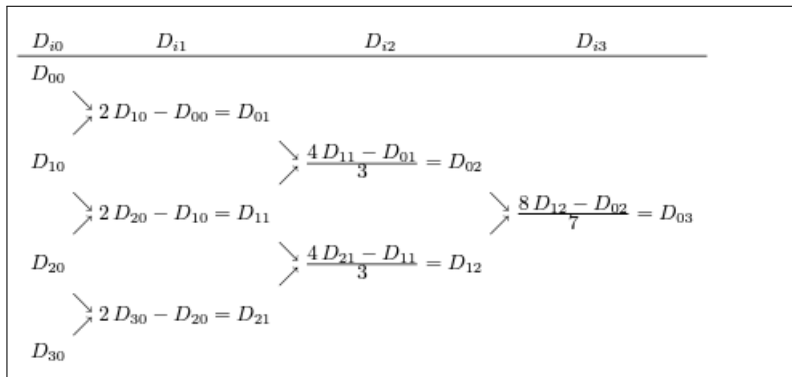 D_{i0} D_{i1} D_{i2} D_{i3}
D_{00}
↘ 2 D_{10} − D_{00} = D_{01}
↗
D_{10} ↘ \frac{4 D_{11} − D_{01}}{3} = D_{02}
↗
↘ 2 D_{20} − D_{10} = D_{11} ↘ \frac{8 D_{12} − D_{02}}{7} = D_{03}
↗ ↗
D_{20} ↘ \frac{4 D_{21} − D_{11}}{3} = D_{12}
↗
↘ 2 D_{30} − D_{20} = D_{21}
↗
D_{30}